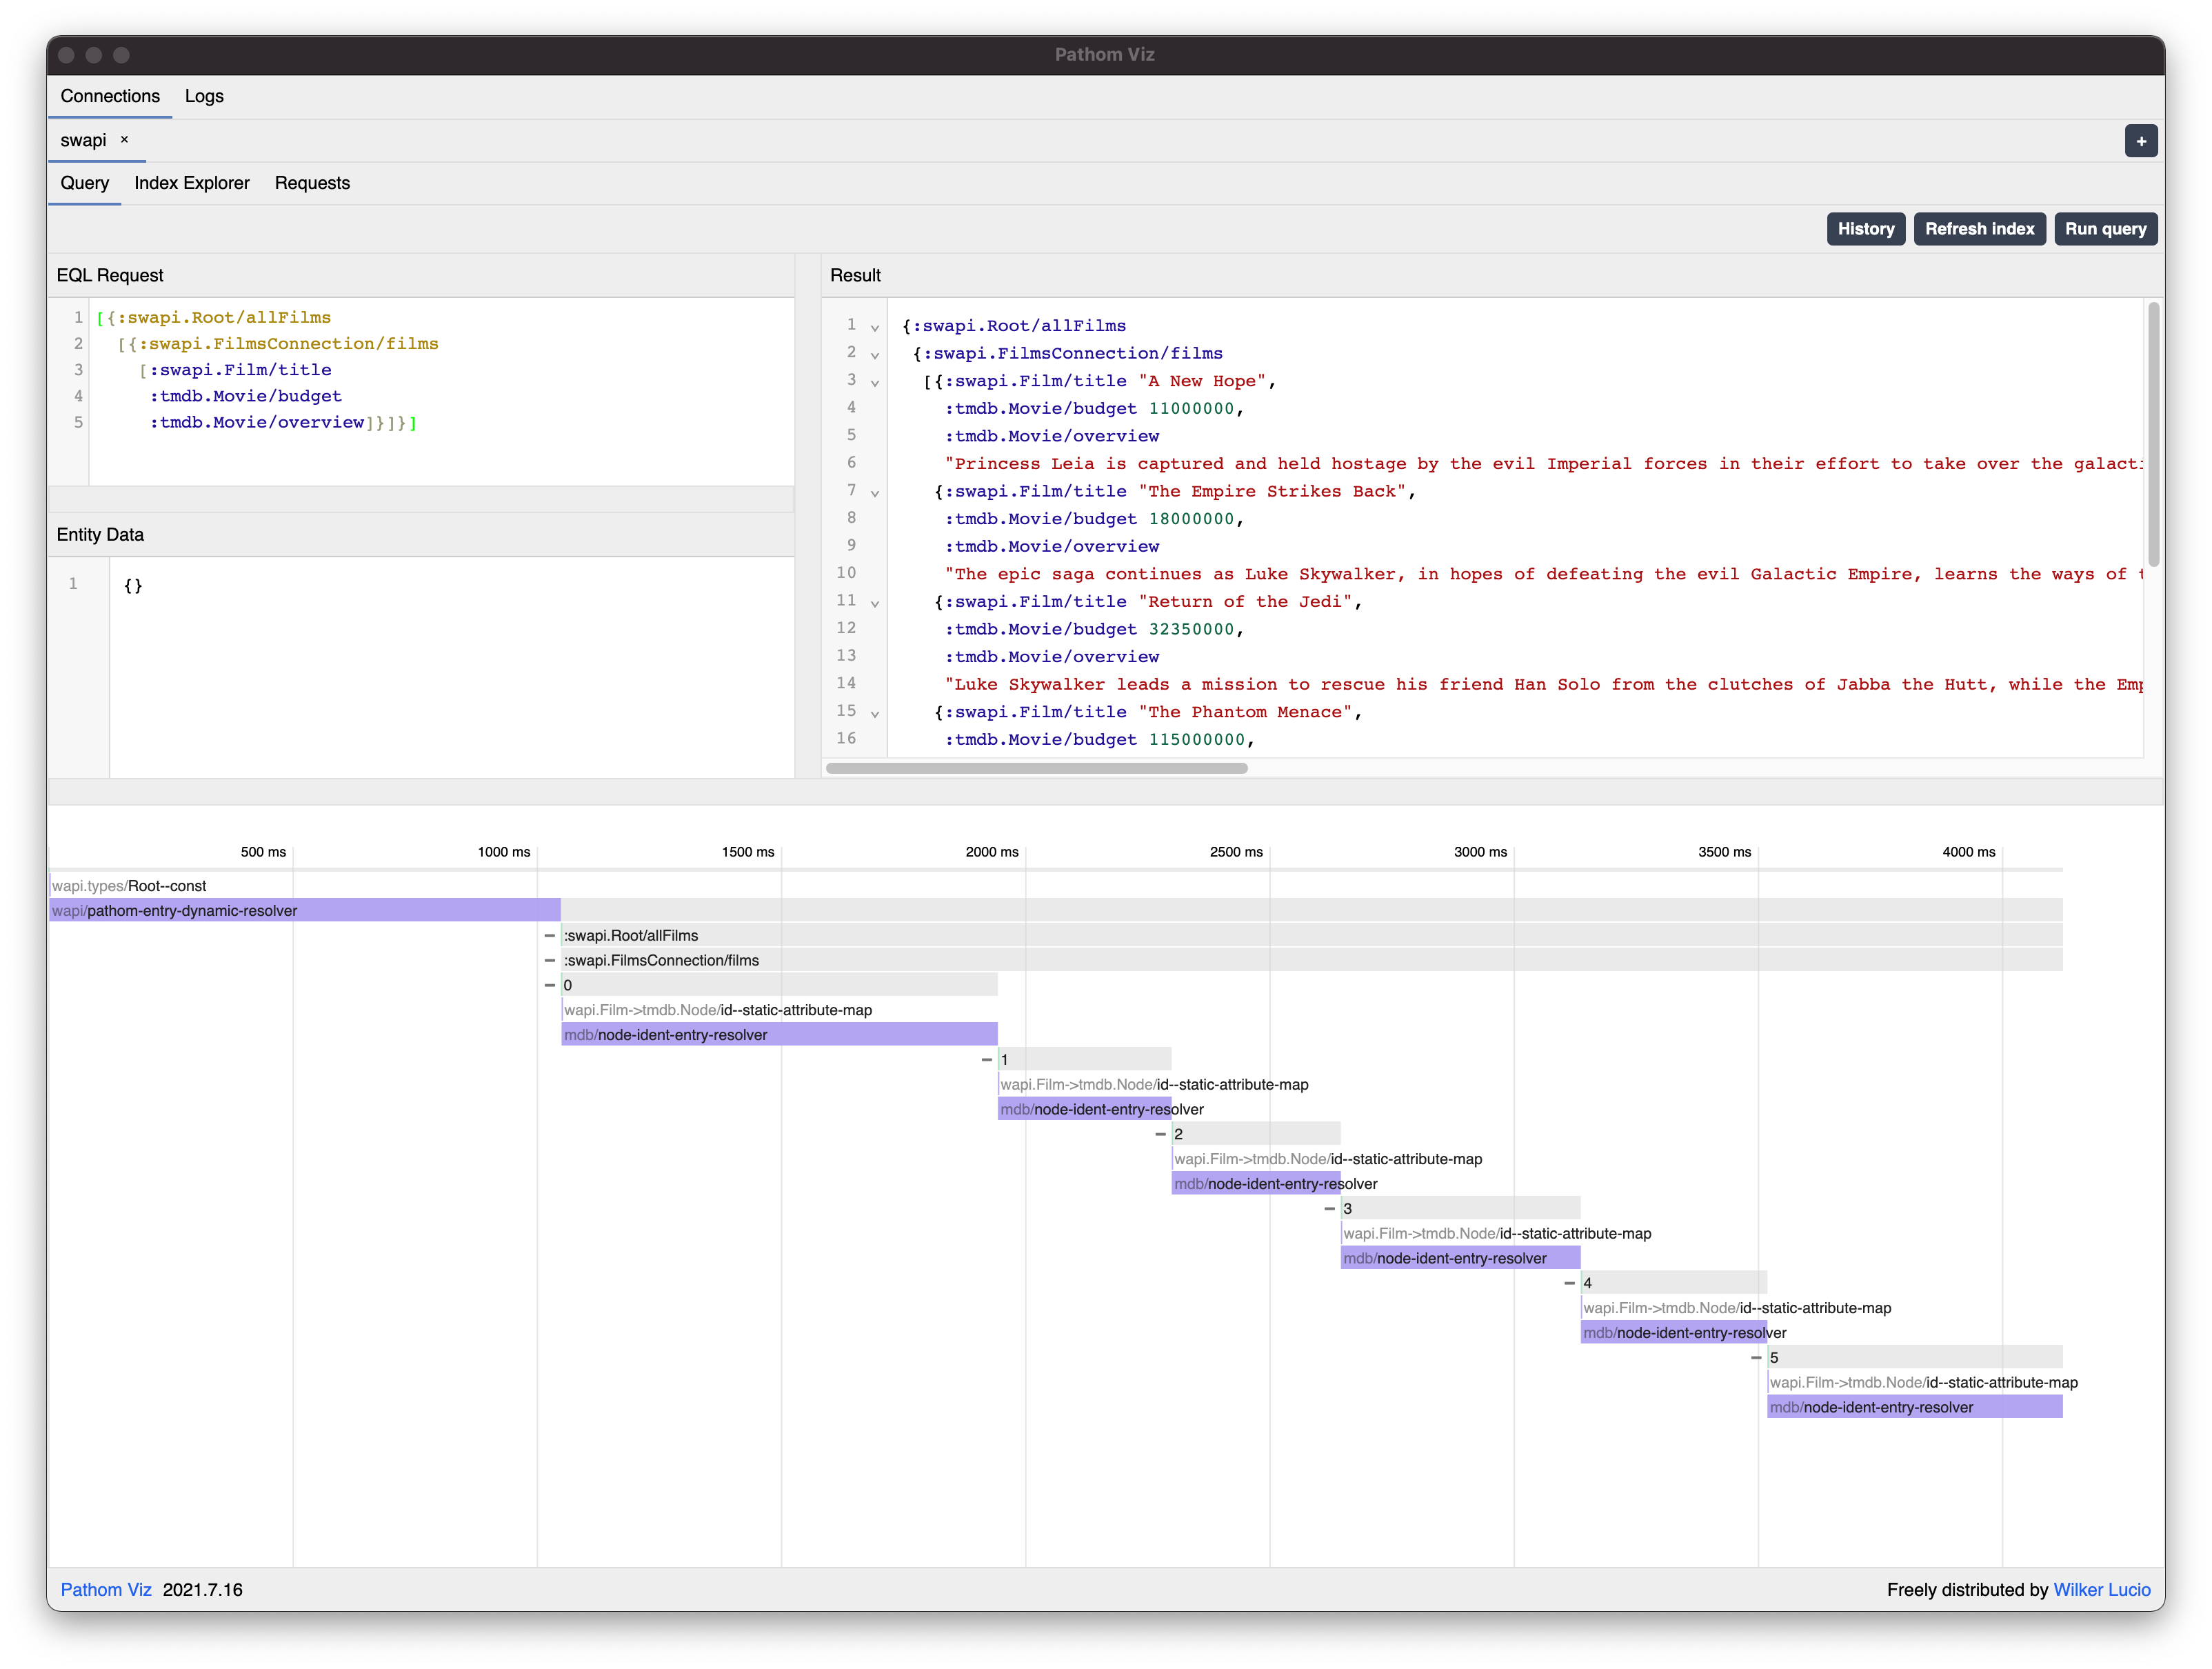 Pathom Viz
Connections Logs
swapi × +
Query Index Explorer Requests
History Refresh index Run query
EQL Request
1 [{:swapi.Root/allFilms
2 [{:swapi.FilmsConnection/films
3 [:swapi.Film/title
4 :tmdb.Movie/budget
5 :tmdb.Movie/overview]}]}]
Entity Data
1 {}
Result
1 {:swapi.Root/allFilms
2 {:swapi.FilmsConnection/films
3 [{:swapi.Film/title "A New Hope",
4 :tmdb.Movie/budget 11000000,
5 :tmdb.Movie/overview
6 "Princess Leia is captured and held hostage by the evil Imperial forces in their effort to take over the galacti
7 {:swapi.Film/title "The Empire Strikes Back",
8 :tmdb.Movie/budget 18000000,
9 :tmdb.Movie/overview
10 "The epic saga continues as Luke Skywalker, in hopes of defeating the evil Galactic Empire, learns the ways of t
11 {:swapi.Film/title "Return of the Jedi",
12 :tmdb.Movie/budget 32350000,
13 :tmdb.Movie/overview
14 "Luke Skywalker leads a mission to rescue his friend Han Solo from the clutches of Jabba the Hutt, while the Emp
15 {:swapi.Film/title "The Phantom Menace",
16 :tmdb.Movie/budget 115000000,
500 ms 1000 ms 1500 ms 2000 ms 2500 ms 3000 ms 3500 ms 4000 ms
wapi.types/Root--const
wapi/pathom-entry-dynamic-resolver
:swapi.Root/allFilms
:swapi.FilmsConnection/films
0
wapi.Film->tmdb.Node/id--static-attribute-map
mdb/node-ident-entry-resolver
1
wapi.Film->tmdb.Node/id--static-attribute-map
mdb/node-ident-entry-resolver
2
wapi.Film->tmdb.Node/id--static-attribute-map
mdb/node-ident-entry-resolver
3
wapi.Film->tmdb.Node/id--static-attribute-map
mdb/node-ident-entry-resolver
4
wapi.Film->tmdb.Node/id--static-attribute-map
mdb/node-ident-entry-resolver
5
wapi.Film->tmdb.Node/id--static-attribute-map
mdb/node-ident-entry-resolver
Pathom Viz 2021.7.16
Freely distributed by Wilker Lucio